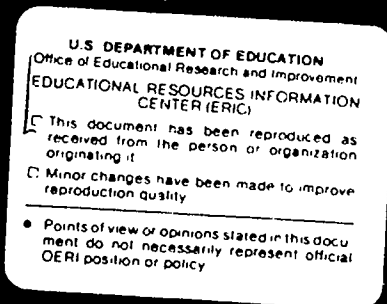 U.S. DEPARTMENT OF EDUCATION
Office of Educational Research and Improvement
EDUCATIONAL RESOURCES INFORMATION
CENTER (ERIC)
☐ This document has been reproduced as
received from the person or organization
originating it
☐ Minor changes have been made to improve
reproduction quality
● Points of view or opinions stated in this docu
ment do not necessarily represent official
OERI position or policy